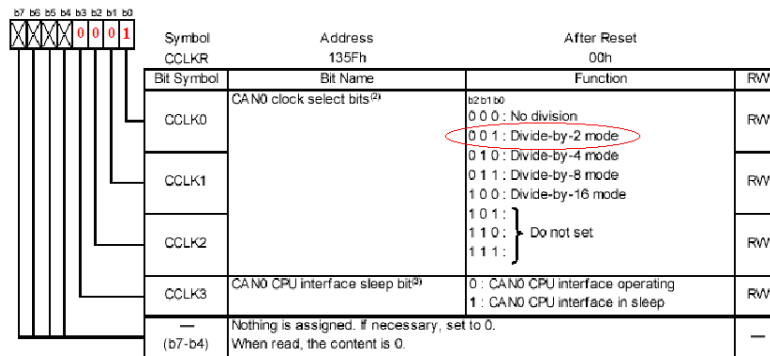 b7 b6 b5 b4 b3 b2 b1 b0
X X X X 0 0 0 1
Symbol Address After Reset
CCLKR 135Fh 00h
Bit Symbol Bit Name Function RW
CCLK0 CAN0 clock select bits(2) b2 b1 b0
0 0 0 : No division
0 0 1 : Divide-by-2 mode
RW
0 1 0 : Divide-by-4 mode
CCLK1 0 1 1 : Divide-by-8 mode RW
1 0 0 : Divide-by-16 mode
1 0 1 :
CCLK2 1 1 0 : Do not set RW
1 1 1 :
CCLK3 CAN0 CPU interface sleep bit(3) 0 : CAN0 CPU interface operating RW
1 : CAN0 CPU interface in sleep
— Nothing is assigned. If necessary, set to 0. —
(b7-b4) When read, the content is 0.